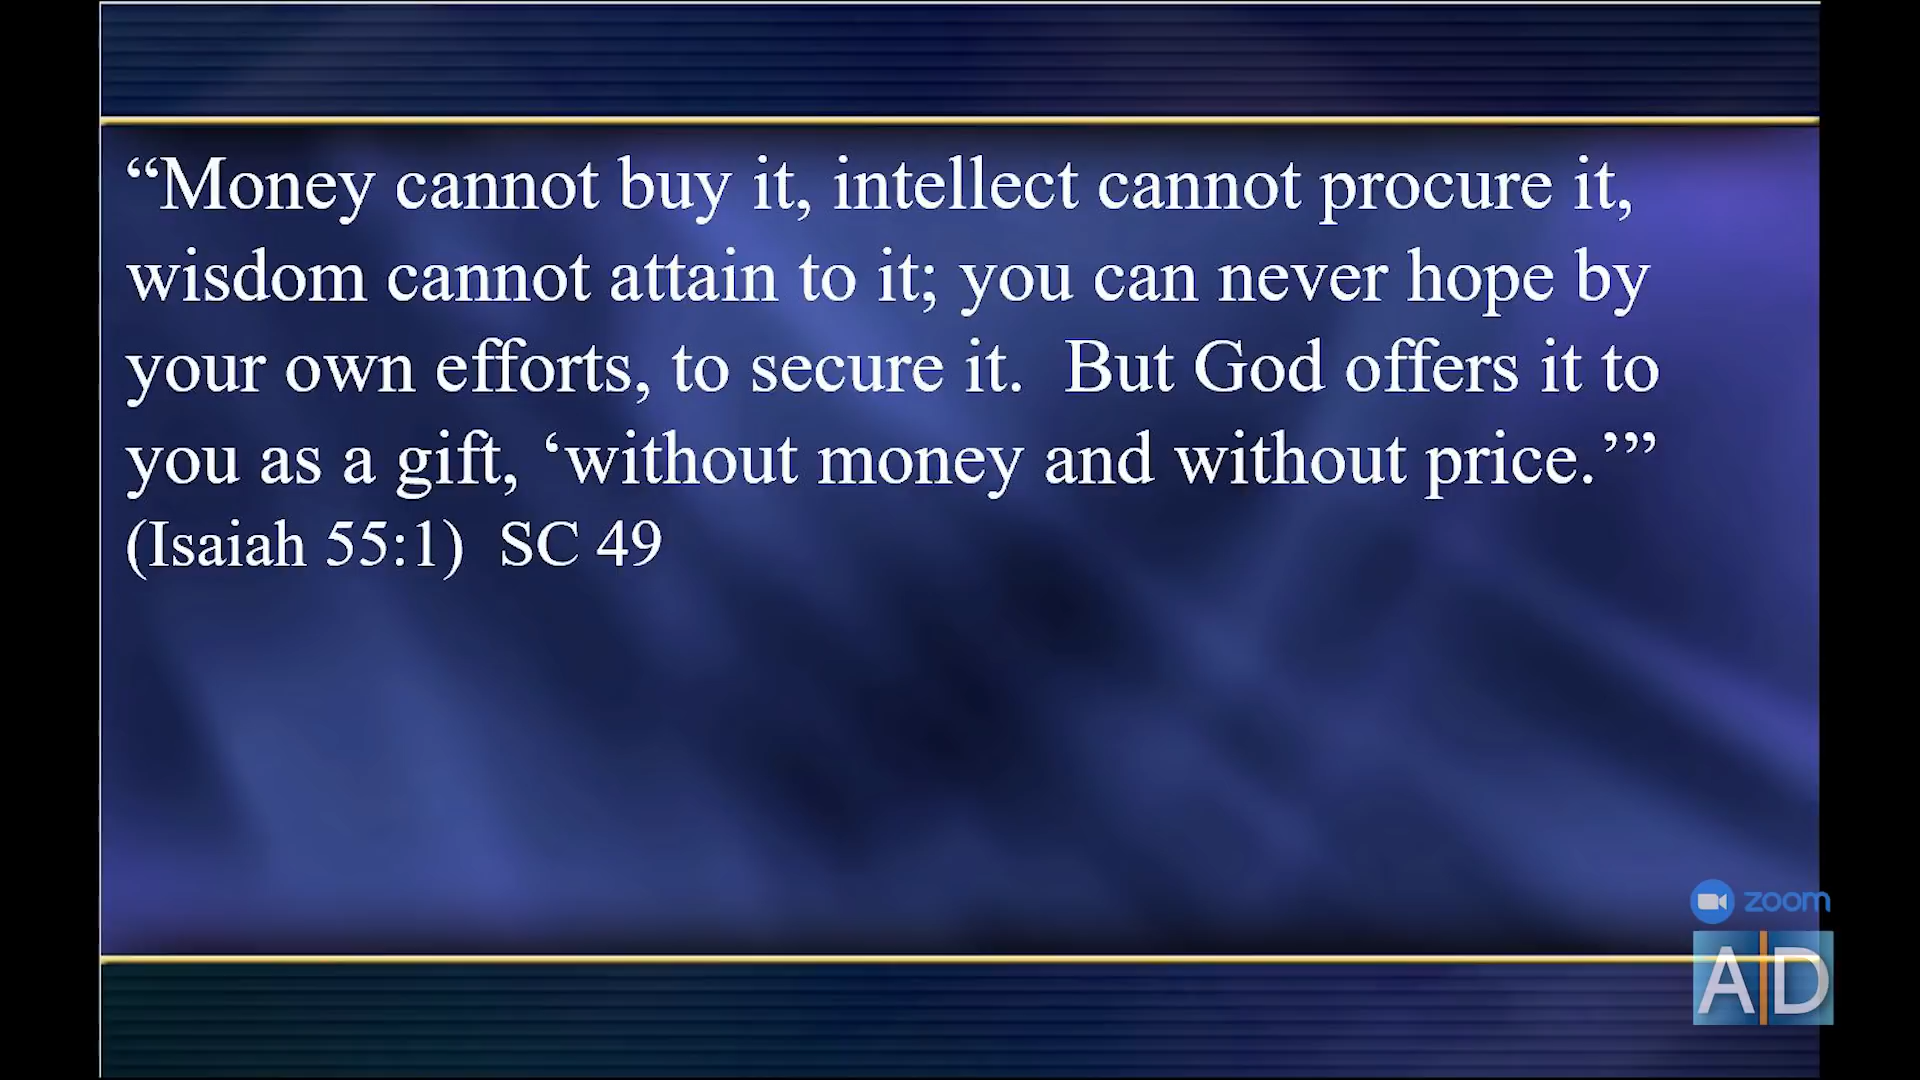 “Money cannot buy it, intellect cannot procure it,
wisdom cannot attain to it; you can never hope by
your own efforts, to secure it.  But God offers it to
you as a gift, ‘without money and without price.’”
(Isaiah 55:1)  SC 49
zoom
A|D